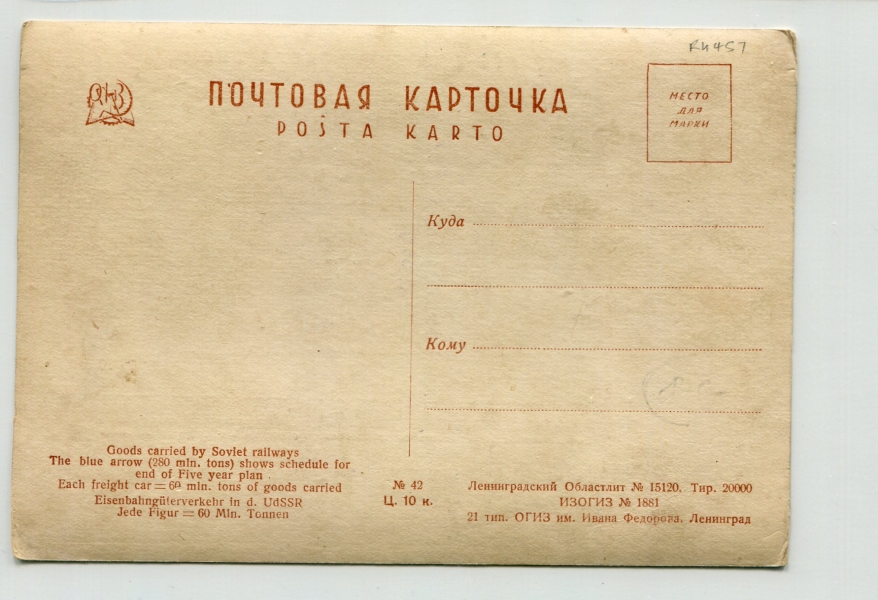 RU457
ПОЧТОВАЯ КАРТОЧКА
POŜTA KARTO
МЕСТО
ДЛЯ
МАРКИ
Куда
Кому
Goods carried by Soviet railways
The blue arrow (280 mln. tons) shows schedule for
end of Five year plan
Each freight car = 60 mln. tons of goods carried
Eisenbahngüterverkehr in d. UdSSR
Jede Figur = 60 Mln. Tonnen
№ 42
Ц. 10 к.
Ленинградский Областлит № 15120. Тир. 20000
ИЗОГИЗ № 1881
21 тип. ОГИЗ им. Ивана Федорова, Ленинград